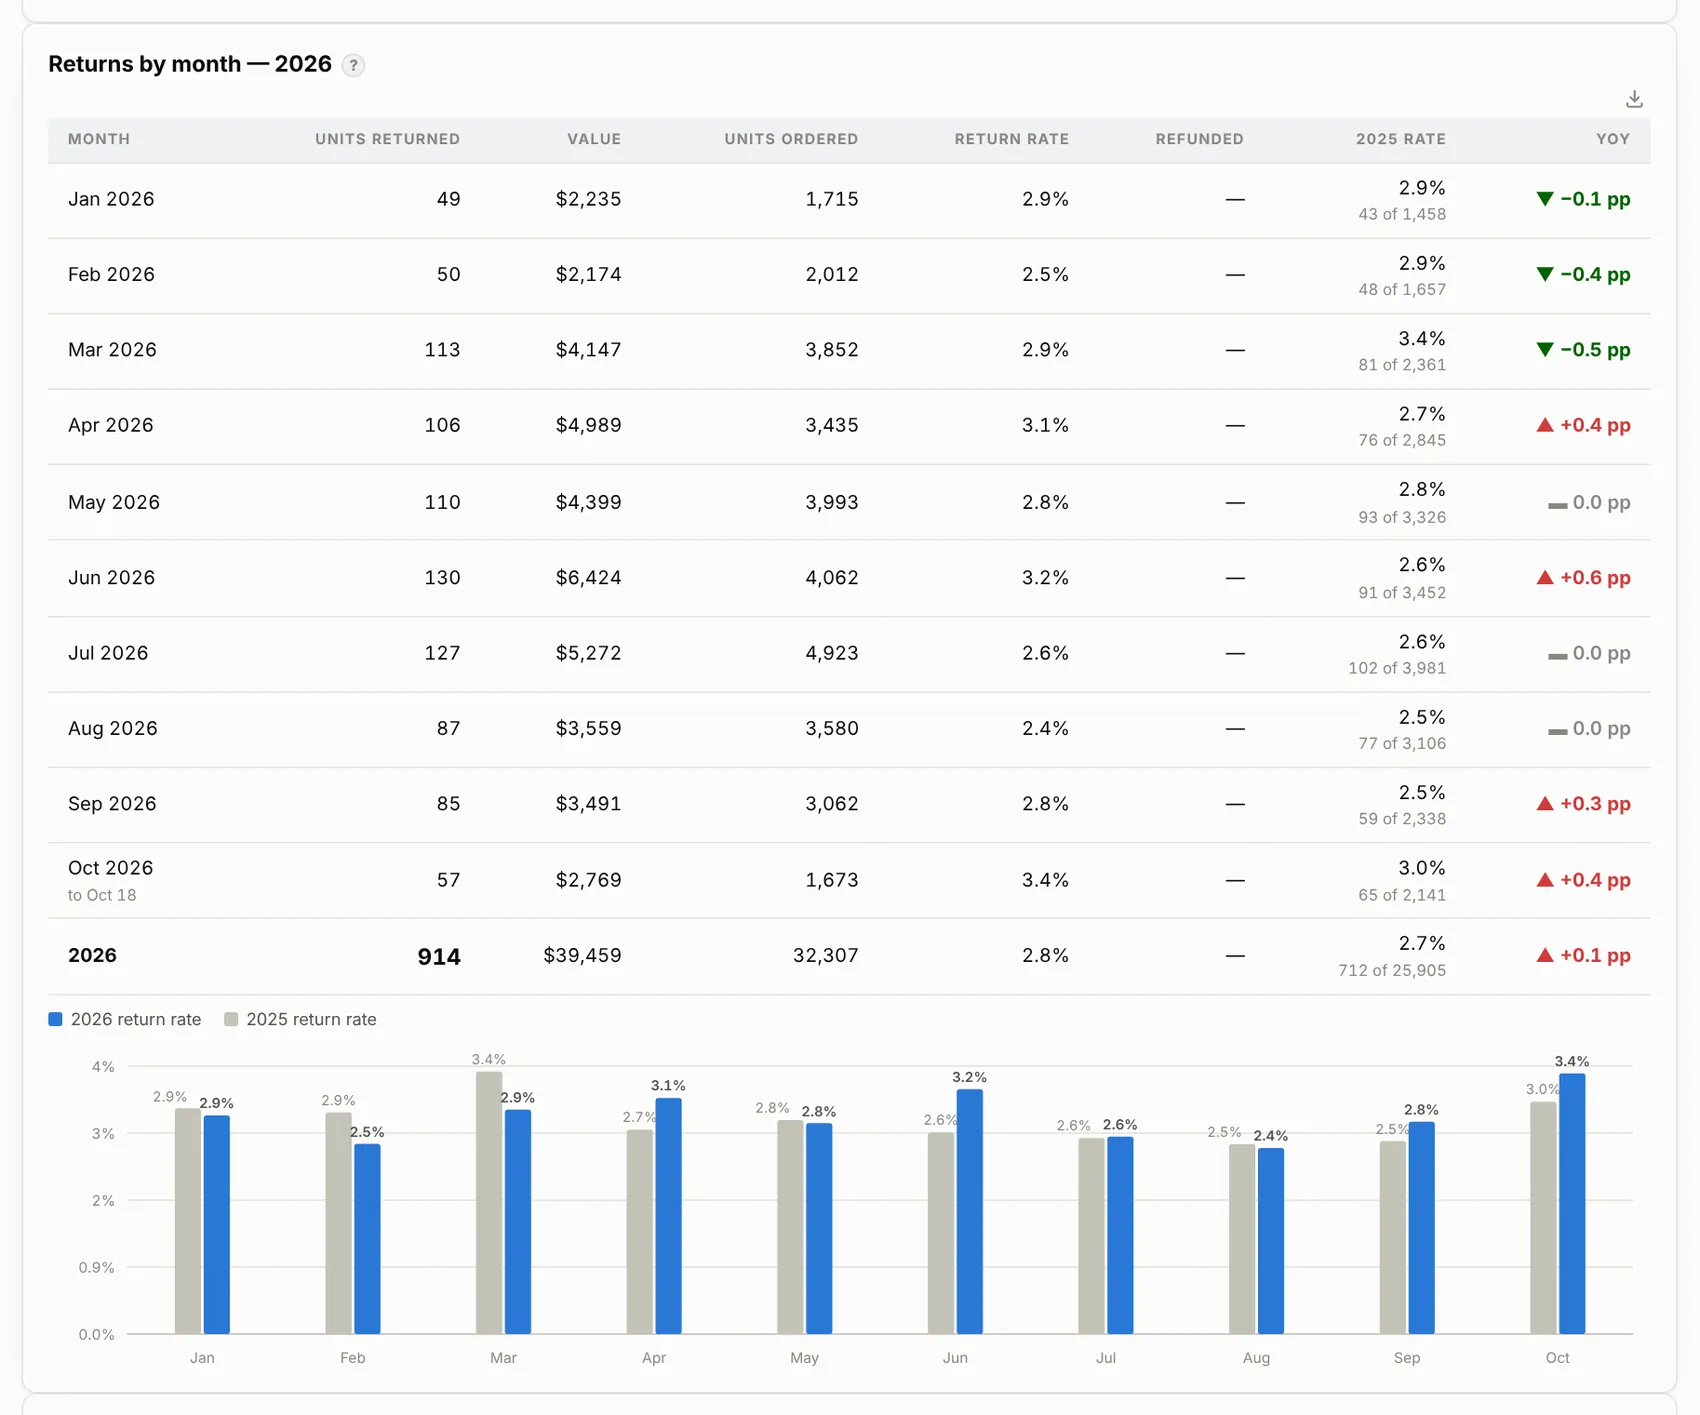 Returns by month — 2026 ?
MONTH UNITS RETURNED VALUE UNITS ORDERED RETURN RATE REFUNDED 2025 RATE YOY
Jan 2026 49 $2,235 1,715 2.9% — 2.9% ▼ −0.1 pp
43 of 1,458
Feb 2026 50 $2,174 2,012 2.5% — 2.9% ▼ −0.4 pp
48 of 1,657
Mar 2026 113 $4,147 3,852 2.9% — 3.4% ▼ −0.5 pp
81 of 2,361
Apr 2026 106 $4,989 3,435 3.1% — 2.7% ▲ +0.4 pp
76 of 2,845
May 2026 110 $4,399 3,993 2.8% — 2.8% ▬ 0.0 pp
93 of 3,326
Jun 2026 130 $6,424 4,062 3.2% — 2.6% ▲ +0.6 pp
91 of 3,452
Jul 2026 127 $5,272 4,923 2.6% — 2.6% ▬ 0.0 pp
102 of 3,981
Aug 2026 87 $3,559 3,580 2.4% — 2.5% ▬ 0.0 pp
77 of 3,106
Sep 2026 85 $3,491 3,062 2.8% — 2.5% ▲ +0.3 pp
59 of 2,338
Oct 2026 57 $2,769 1,673 3.4% — 3.0% ▲ +0.4 pp
to Oct 18 65 of 2,141
2026 914 $39,459 32,307 2.8% — 2.7% ▲ +0.1 pp
712 of 25,905
2026 return rate 2025 return rate
4%
3%
2%
0.9%
0.0%
2.9% 2.9%
2.9% 2.5%
3.4% 2.9%
2.7% 3.1%
2.8% 2.8%
2.6% 3.2%
2.6% 2.6%
2.5% 2.4%
2.5% 2.8%
3.0% 3.4%
Jan Feb Mar Apr May Jun Jul Aug Sep Oct